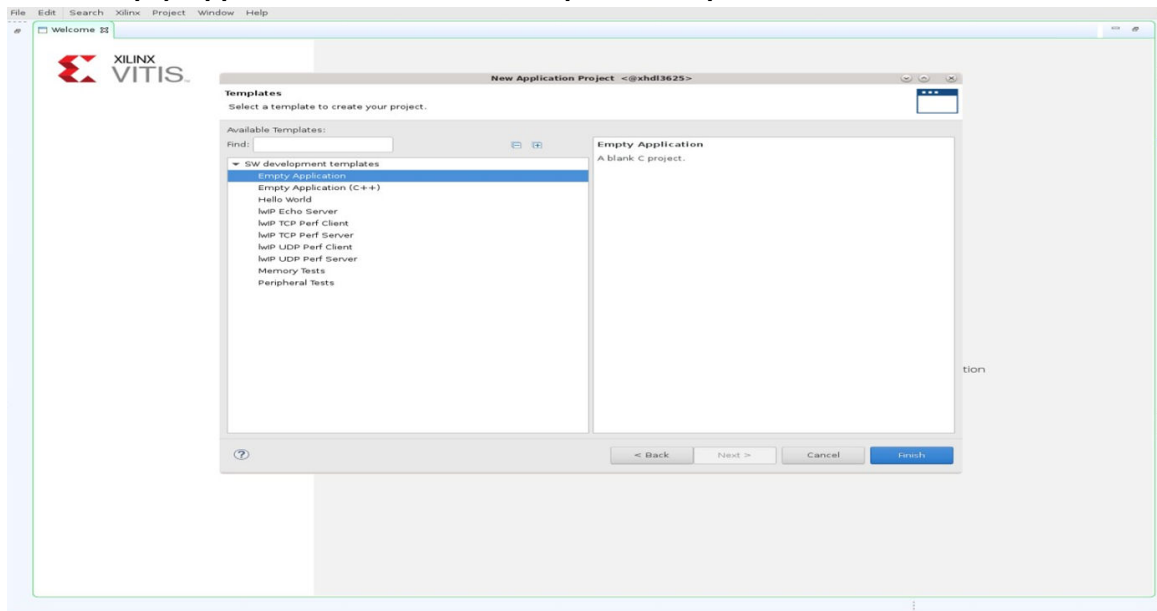 File Edit Search Xilinx Project Window Help
Welcome
XILINX
VITIS
New Application Project <@xhdl3625>
Templates
Select a template to create your project.
Available Templates:
Find:
Empty Application
A blank C project.
SW development templates
Empty Application
Empty Application (C++)
Hello World
lwIP Echo Server
lwIP TCP Perf Client
lwIP TCP Perf Server
lwIP UDP Perf Client
lwIP UDP Perf Server
Memory Tests
Peripheral Tests
tion
?
< Back Next > Cancel Finish